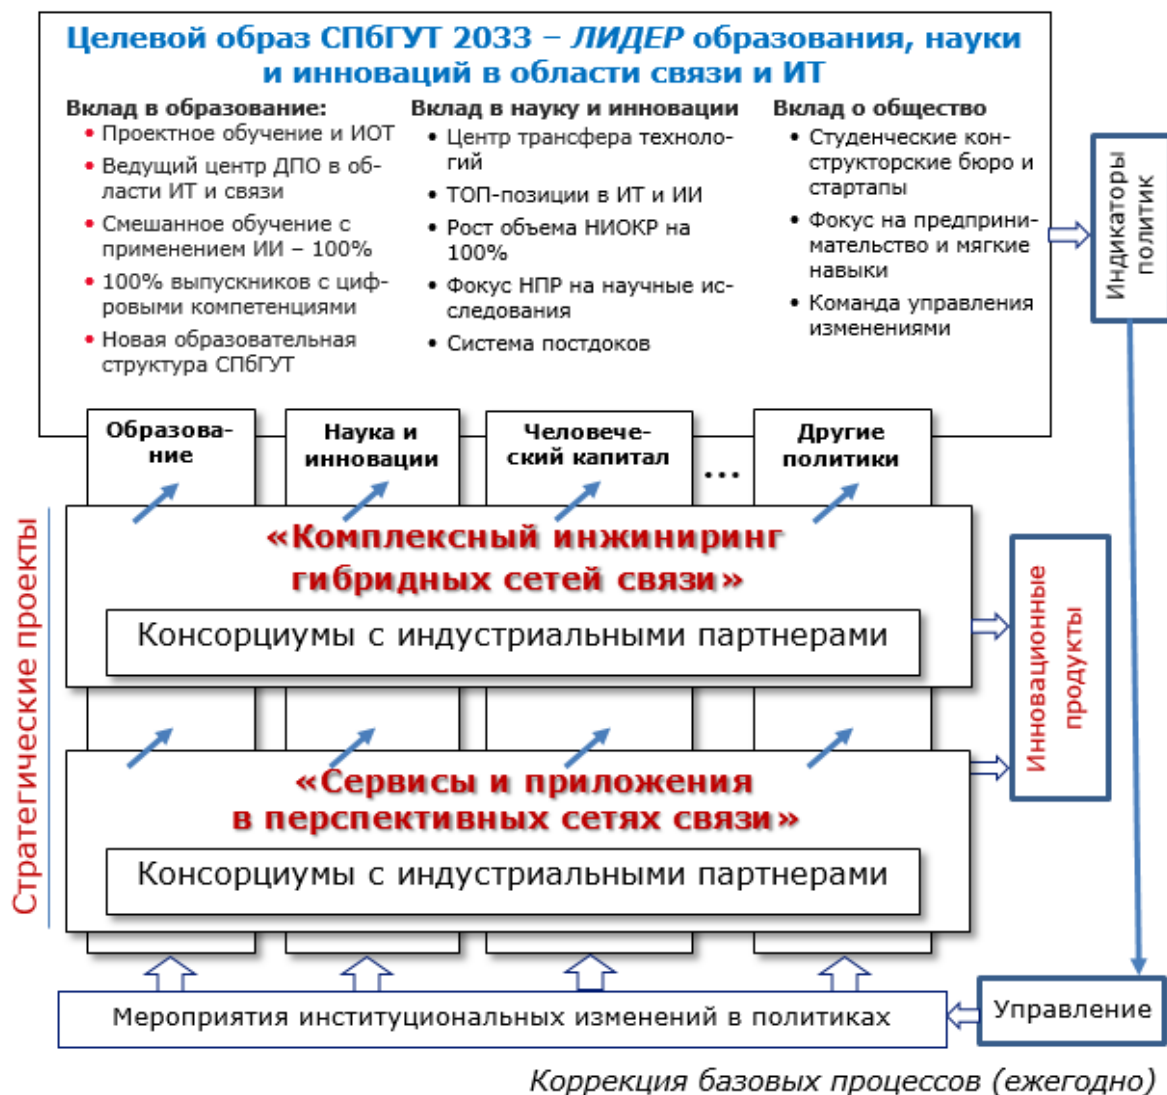 Целевой образ СПбГУТ 2033 – ЛИДЕР образования, науки
и инноваций в области связи и ИТ
Вклад в образование:
• Проектное обучение и ИОТ
• Ведущий центр ДПО в об-
ласти ИТ и связи
• Смешанное обучение с
применением ИИ – 100%
• 100% выпускников с циф-
ровыми компетенциями
• Новая образовательная
структура СПбГУТ
Вклад в науку и инновации
• Центр трансфера техноло-
гий
• ТОП-позиции в ИТ и ИИ
• Рост объема НИОКР на
100%
• Фокус НПР на научные ис-
следования
• Система постдоков
Вклад о общество
• Студенческие кон-
структорские бюро и
стартапы
• Фокус на предприни-
мательство и мягкие
навыки
• Команда управления
изменениями
Индикаторы
политик
Образова-
ние
Наука и
инновации
Человече-
ский капитал
...
Другие
политики
Стратегические проекты
«Комплексный инжиниринг
гибридных сетей связи»
Консорциумы с индустриальными партнерами
«Сервисы и приложения
в перспективных сетях связи»
Консорциумы с индустриальными партнерами
Инновационные
продукты
Мероприятия институциональных изменений в политиках
Управление
Коррекция базовых процессов (ежегодно)